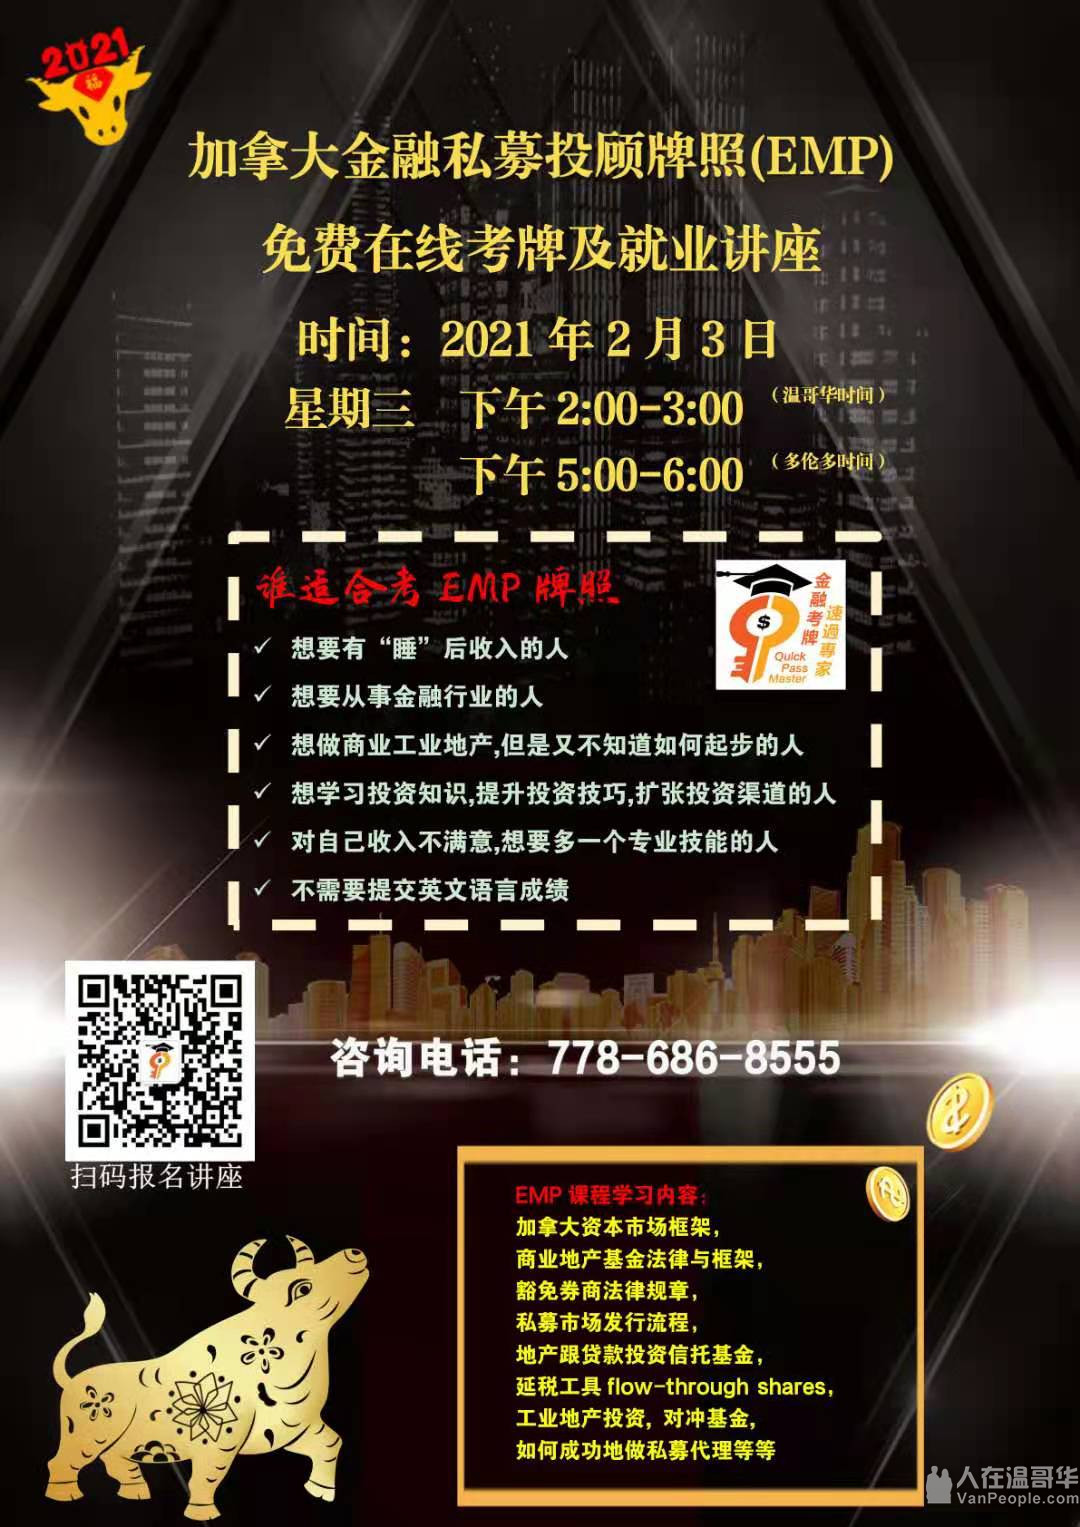 2021
福
加拿大金融私募投顾牌照(EMP)
免费在线考牌及就业讲座
时间：2021 年 2 月 3 日
星期三 下午 2:00-3:00 （温哥华时间）
下午 5:00-6:00 （多伦多时间）
谁适合考 EMP 牌照
金融考牌
速過專家
$
Quick
Pass
Master
✓ 想要有“睡”后收入的人
✓ 想要从事金融行业的人
✓ 想做商业工业地产,但是又不知道如何起步的人
✓ 想学习投资知识,提升投资技巧,扩张投资渠道的人
✓ 对自己收入不满意,想要多一个专业技能的人
✓ 不需要提交英文语言成绩
咨询电话：778-686-8555
扫码报名讲座
EMP 课程学习内容：
加拿大资本市场框架，
商业地产基金法律与框架，
豁免券商法律规章，
私募市场发行流程，
地产跟贷款投资信托基金，
延税工具 flow-through shares，
工业地产投资, 对冲基金，
如何成功地做私募代理等等
人在温哥华
VanPeople.com